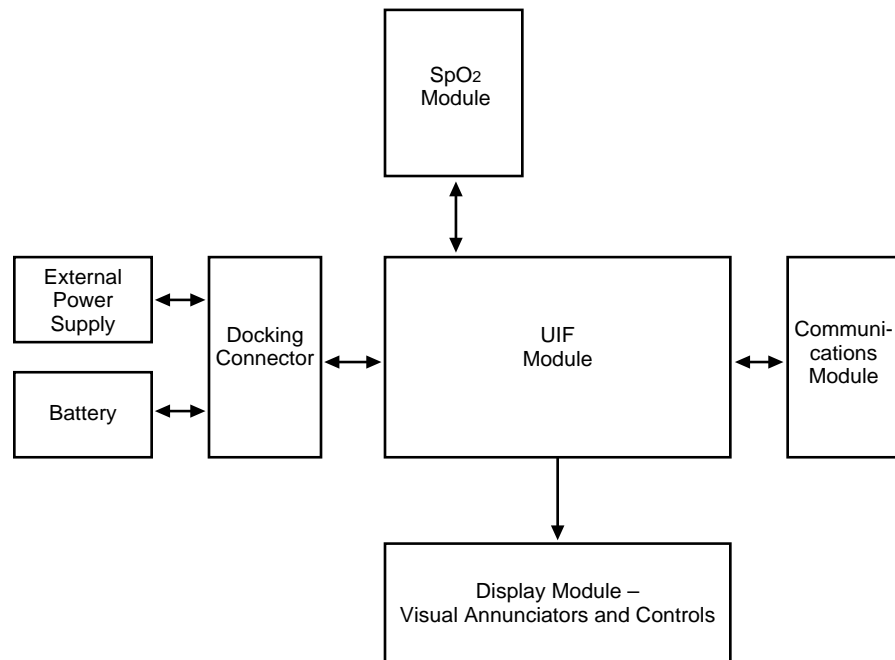 SpO2
Module
External
Power
Supply
Docking
Connector
UIF
Module
Communi-
cations
Module
Battery
Display Module –
Visual Annunciators and Controls